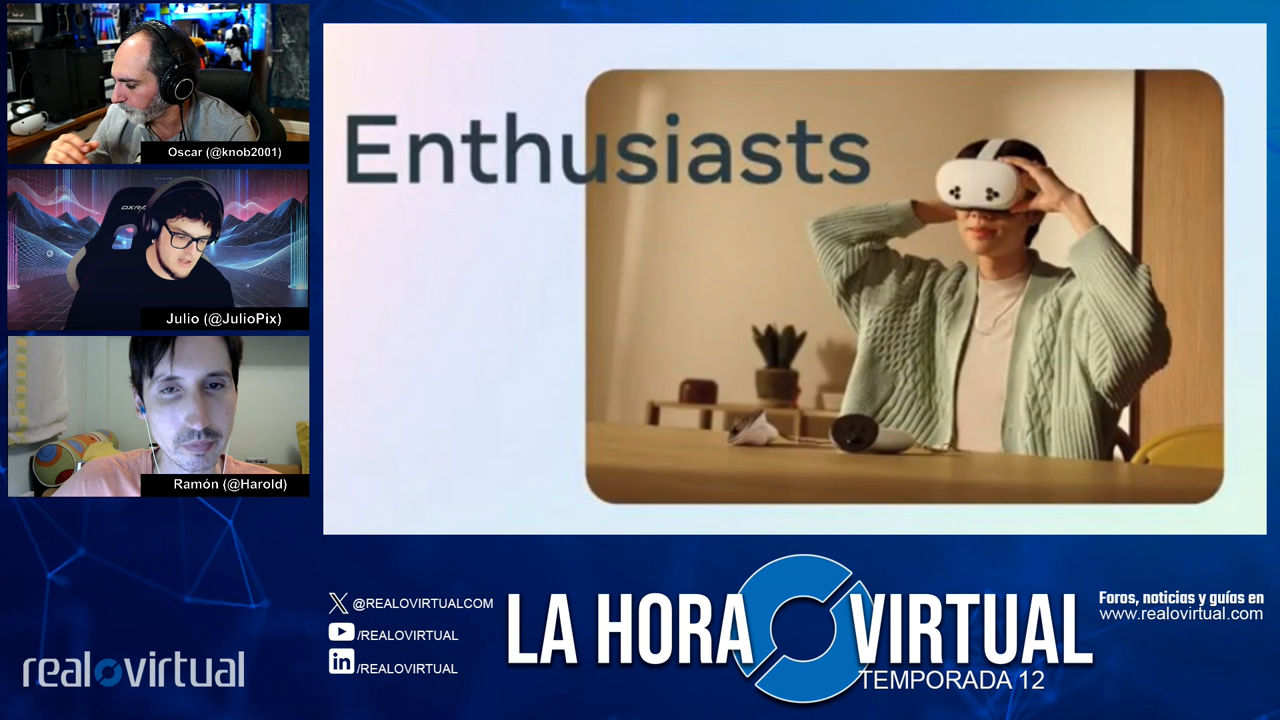 Oscar (@knob2001)
Julio (@JulioPix)
Ramón (@Harold)
Enthusiasts
@REALOVIRTUALCOM
/REALOVIRTUAL
/REALOVIRTUAL
LA HORA VIRTUAL
TEMPORADA 12
Foros, noticias y guías en
www.realovirtual.com
realovirtual